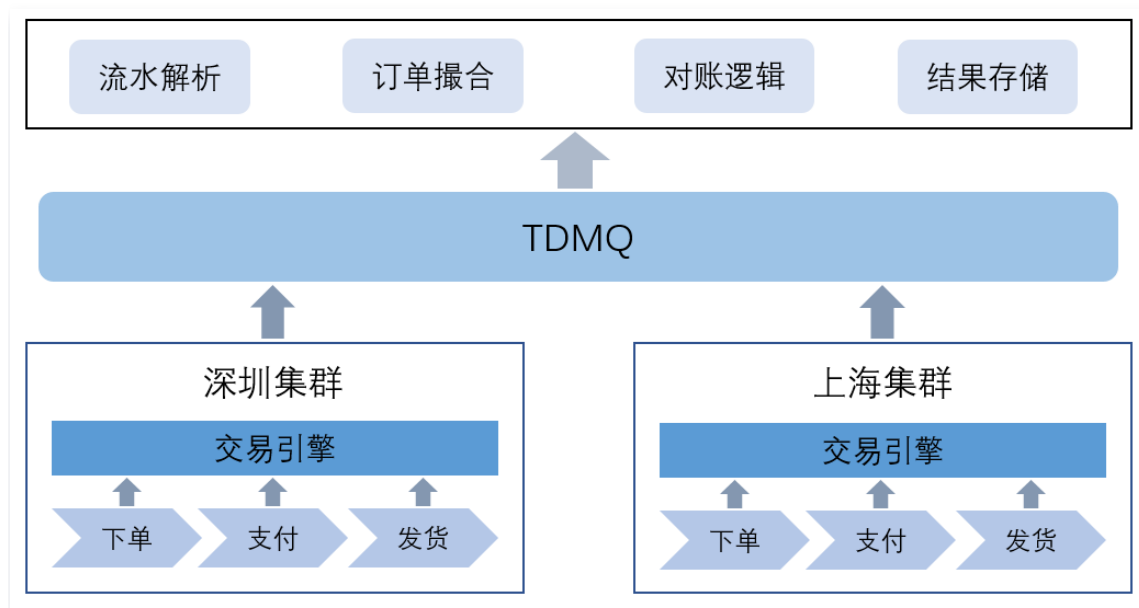 流水解析
订单撮合
对账逻辑
结果存储
TDMQ
深圳集群
交易引擎
下单
支付
发货
上海集群
交易引擎
下单
支付
发货